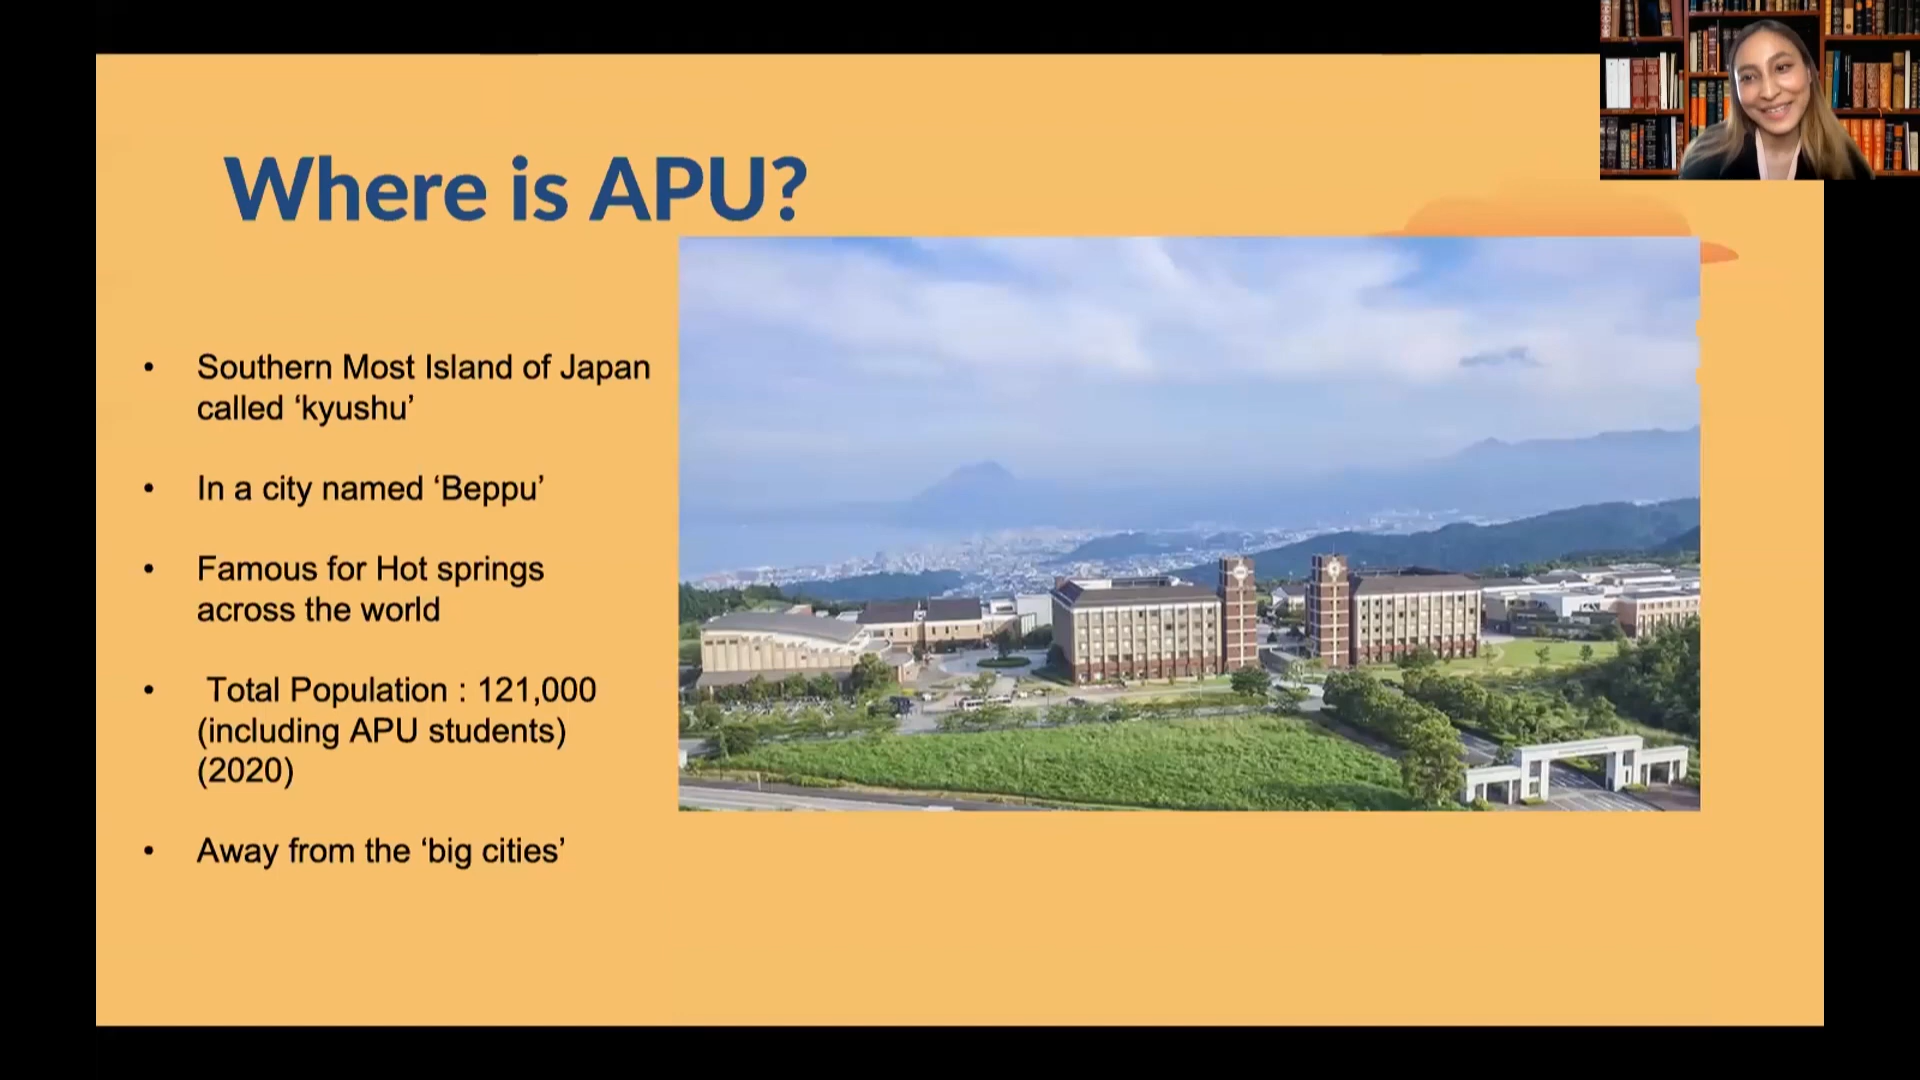 Where is APU?
• Southern Most Island of Japan
called ‘kyushu’
• In a city named ‘Beppu’
• Famous for Hot springs
across the world
• Total Population : 121,000
(including APU students)
(2020)
• Away from the ‘big cities’